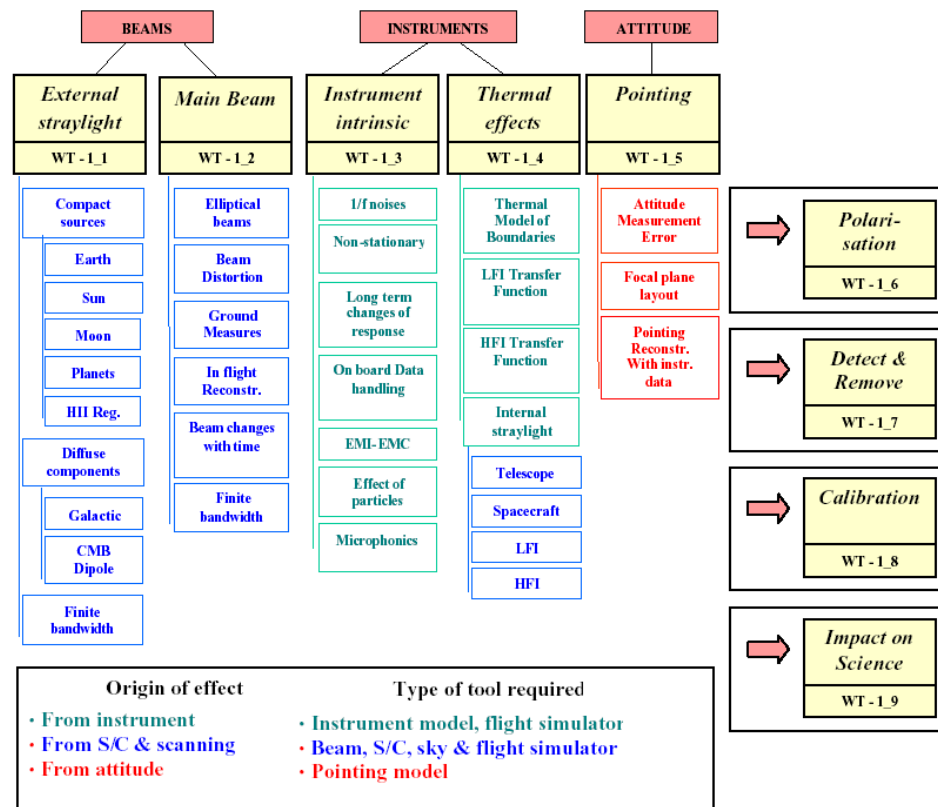 BEAMS
INSTRUMENTS
ATTITUDE
External
straylight
WT - 1_1
Main Beam
WT - 1_2
Instrument
intrinsic
WT - 1_3
Thermal
effects
WT - 1_4
Pointing
WT - 1_5
Compact
sources
Earth
Sun
Moon
Planets
HII Reg.
Diffuse
components
Galactic
CMB
Dipole
Finite
bandwidth
Elliptical
beams
Beam
Distortion
Ground
Measures
In flight
Reconstr.
Beam changes
with time
Finite
bandwidth
1/f noises
Non-stationary
Long term
changes of
response
On board Data
handling
EMI-EMC
Effect of
particles
Microphonics
Thermal
Model of
Boundaries
LFI Transfer
Function
HFI Transfer
Function
Internal
straylight
Telescope
Spacecraft
LFI
HFI
Attitude
Measurement
Error
Focal plane
layout
Pointing
Reconstr.
With instr.
data
Polari-
sation
WT - 1_6
Detect &
Remove
WT - 1_7
Calibration
WT - 1_8
Impact on
Science
WT - 1_9
Origin of effect
• From instrument
• From S/C & scanning
• From attitude
Type of tool required
• Instrument model, flight simulator
• Beam, S/C, sky & flight simulator
• Pointing model